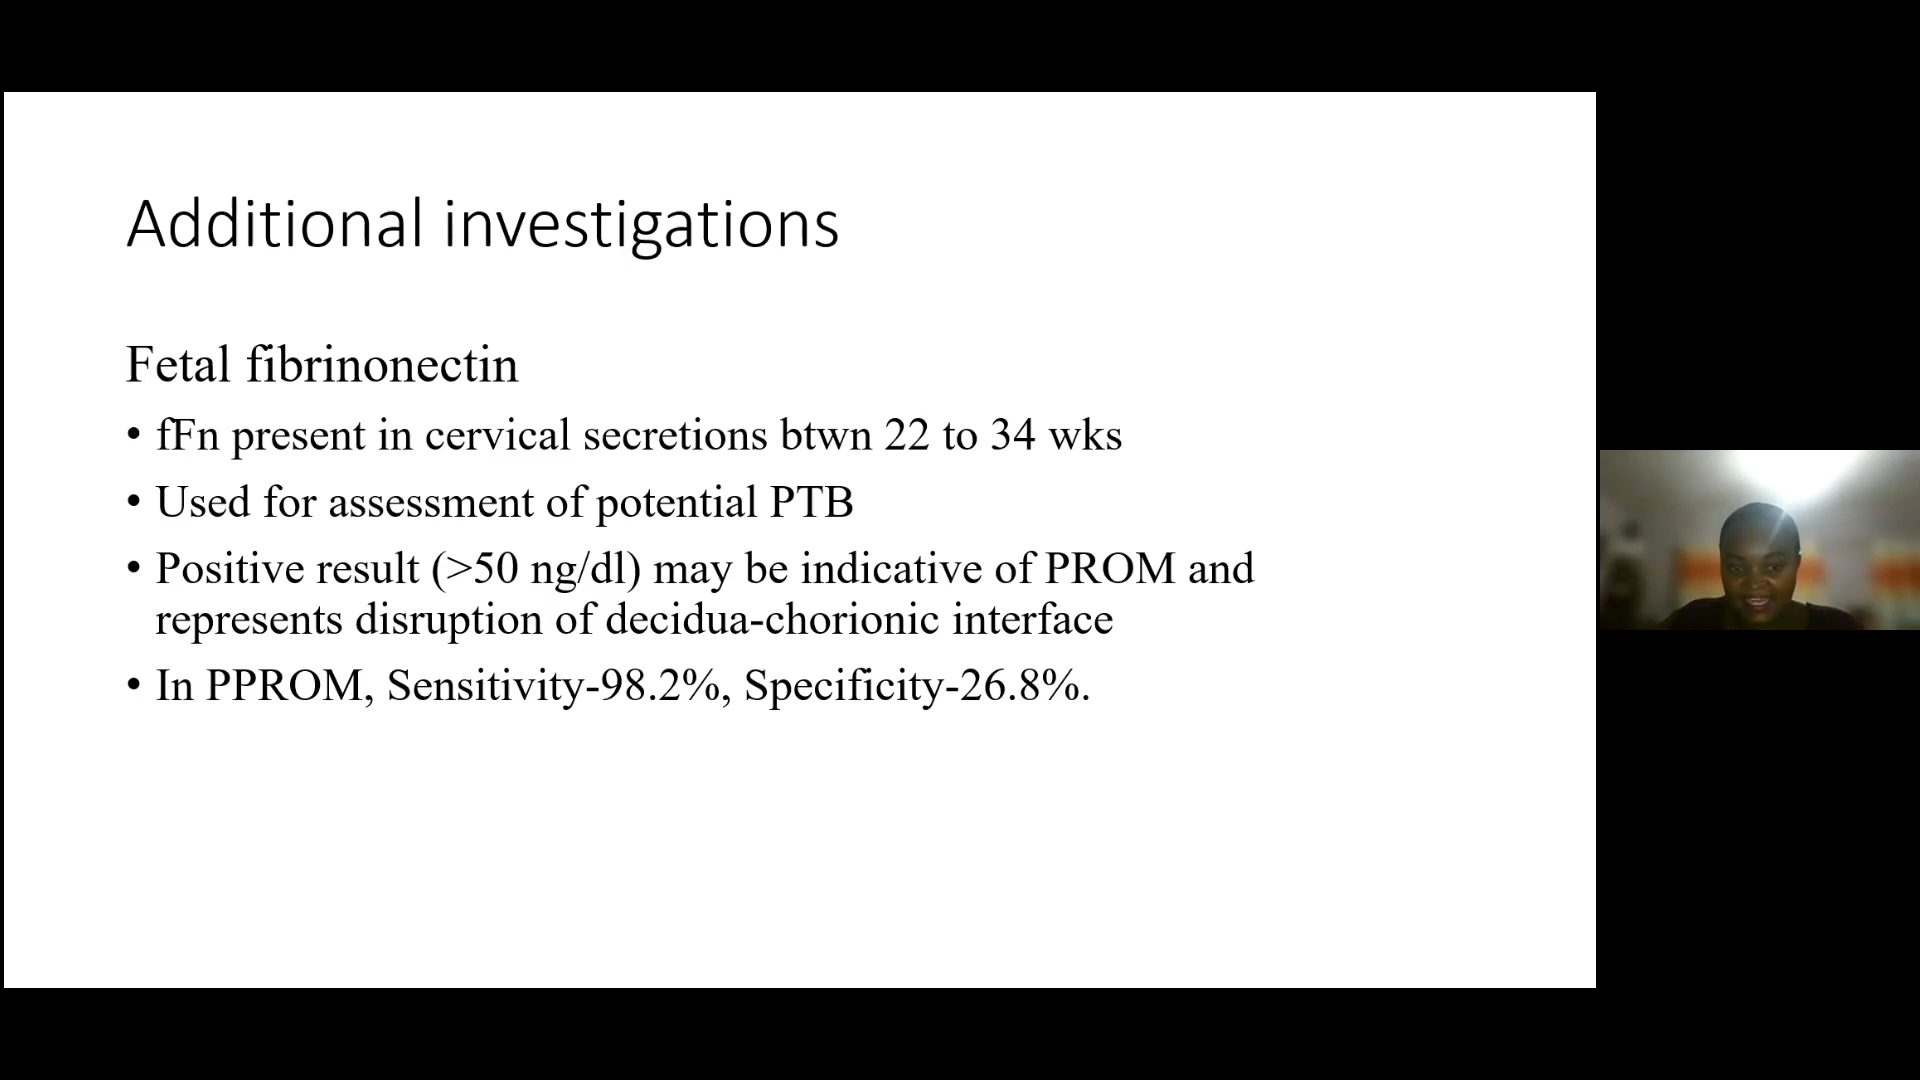 Additional investigations
Fetal fibrinonectin
• fFn present in cervical secretions btwn 22 to 34 wks
• Used for assessment of potential PTB
• Positive result (>50 ng/dl) may be indicative of PROM and
represents disruption of decidua-chorionic interface
• In PPROM, Sensitivity-98.2%, Specificity-26.8%.